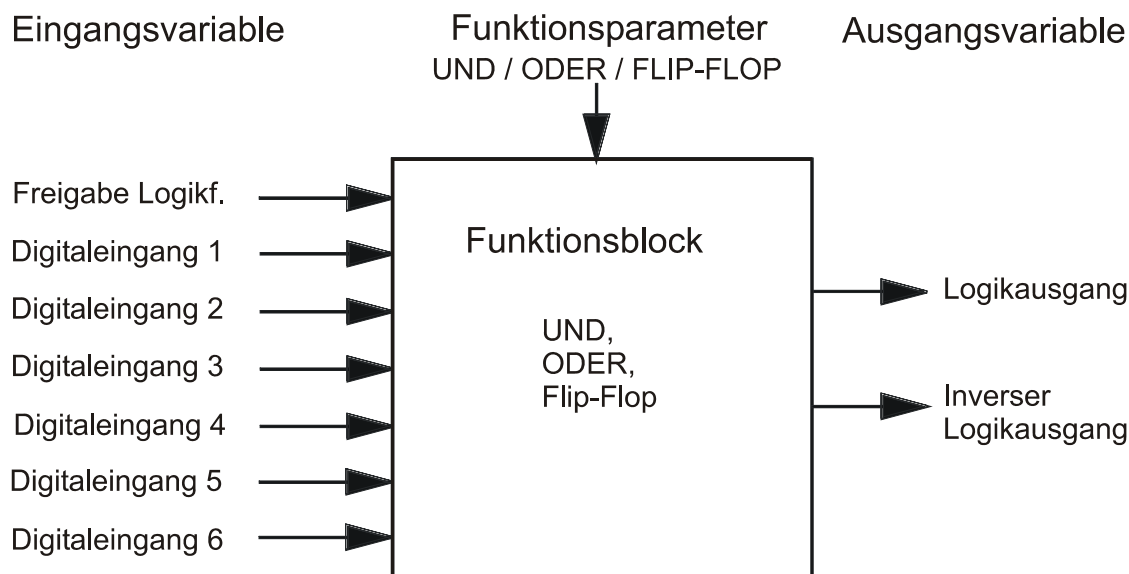 Eingangsvariable
Funktionsparameter
UND / ODER / FLIP-FLOP
Ausgangsvariable
Freigabe Logikf.
Digitaleingang 1
Digitaleingang 2
Digitaleingang 3
Digitaleingang 4
Digitaleingang 5
Digitaleingang 6
Funktionsblock
UND,
ODER,
Flip-Flop
Logikausgang
Inverser
Logikausgang